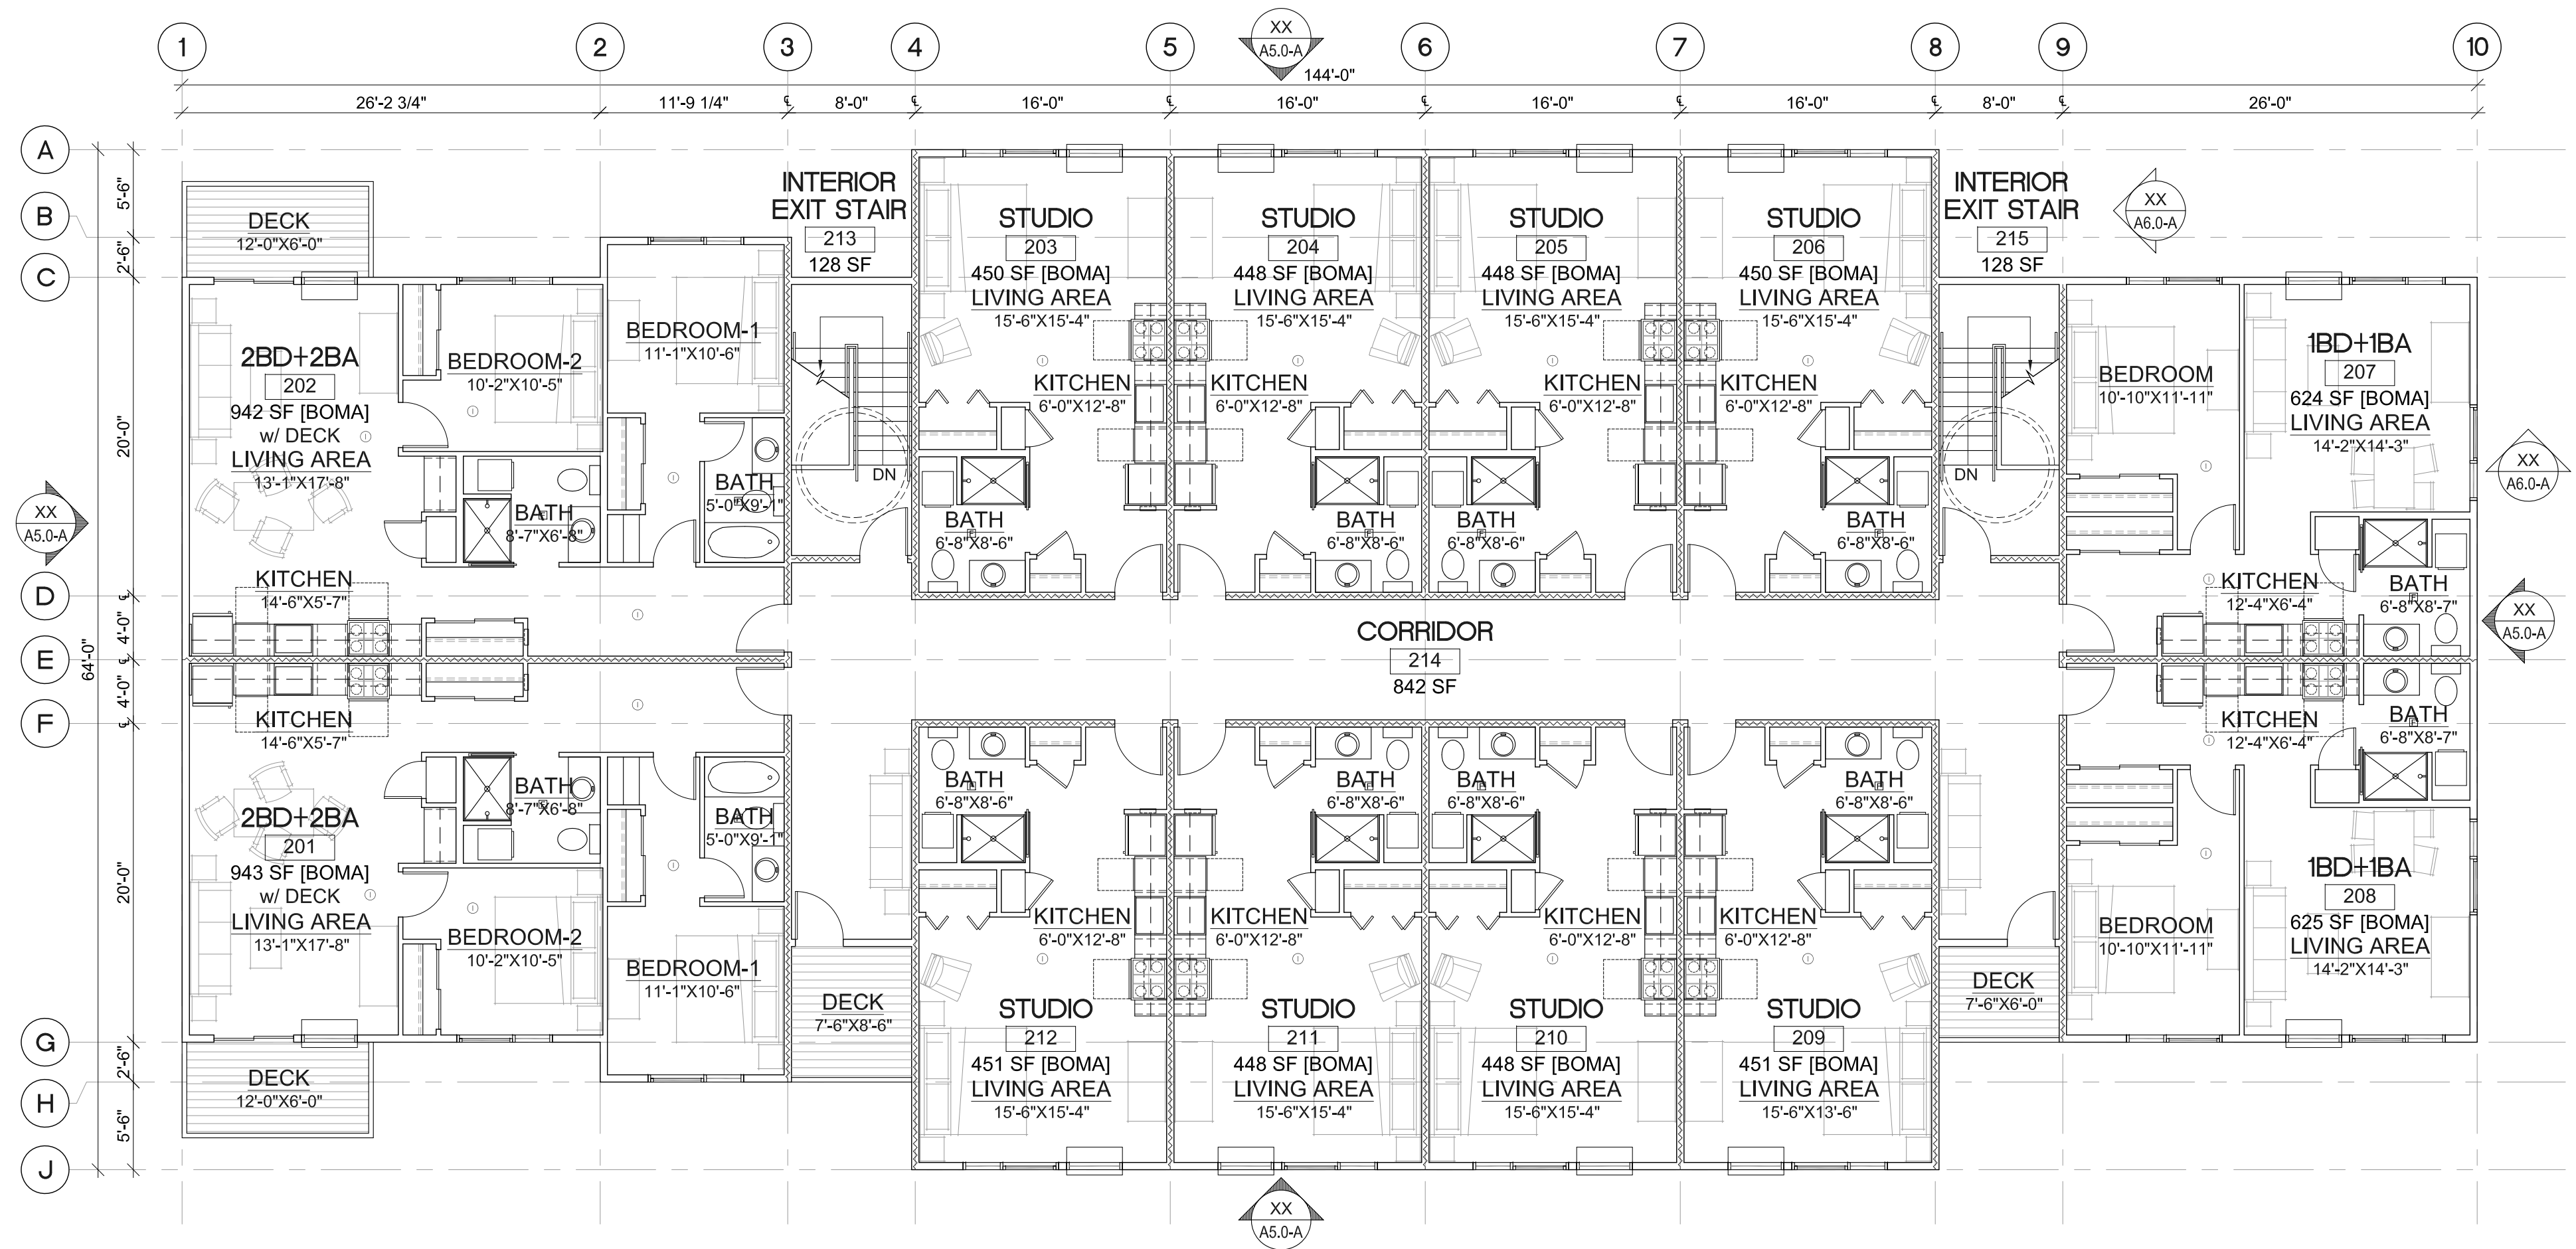 1
2
3
4
5
6
7
8
9
10
XX
A5.0-A
144'-0"
26'-2 3/4"
11'-9 1/4"
8'-0"
16'-0"
16'-0"
16'-0"
16'-0"
8'-0"
26'-0"
A
B
C
D
E
F
G
H
J
5'-6"
2'-6"
20'-0"
4'-0"
4'-0"
20'-0"
2'-6"
5'-6"
64'-0"
XX
A5.0-A
DECK
12'-0"X6'-0"
2BD+2BA
202
942 SF [BOMA]
w/ DECK
LIVING AREA
13'-1"X17'-8"
BEDROOM-2
10'-2"X10'-5"
BEDROOM-1
11'-1"X10'-6"
BATH
8'-7"X6'-8"
BATH
5'-0"X9'-1"
KITCHEN
14'-6"X5'-7"
INTERIOR
EXIT STAIR
213
128 SF
DN
STUDIO
203
450 SF [BOMA]
LIVING AREA
15'-6"X15'-4"
KITCHEN
6'-0"X12'-8"
BATH
6'-8"X8'-6"
STUDIO
204
448 SF [BOMA]
LIVING AREA
15'-6"X15'-4"
KITCHEN
6'-0"X12'-8"
BATH
6'-8"X8'-6"
STUDIO
205
448 SF [BOMA]
LIVING AREA
15'-6"X15'-4"
KITCHEN
6'-0"X12'-8"
BATH
6'-8"X8'-6"
STUDIO
206
450 SF [BOMA]
LIVING AREA
15'-6"X15'-4"
KITCHEN
6'-0"X12'-8"
BATH
6'-8"X8'-6"
INTERIOR
EXIT STAIR
215
128 SF
DN
XX
A6.0-A
BEDROOM
10'-10"X11'-11"
1BD+1BA
207
624 SF [BOMA]
LIVING AREA
14'-2"X14'-3"
KITCHEN
12'-4"X6'-4"
BATH
6'-8"X8'-7"
XX
A6.0-A
XX
A5.0-A
CORRIDOR
214
842 SF
KITCHEN
14'-6"X5'-7"
BATH
8'-7"X6'-8"
BATH
5'-0"X9'-1"
2BD+2BA
201
943 SF [BOMA]
w/ DECK
LIVING AREA
13'-1"X17'-8"
BEDROOM-2
10'-2"X10'-5"
BEDROOM-1
11'-1"X10'-6"
DECK
12'-0"X6'-0"
DECK
7'-6"X8'-6"
BATH
6'-8"X8'-6"
KITCHEN
6'-0"X12'-8"
STUDIO
212
451 SF [BOMA]
LIVING AREA
15'-6"X15'-4"
BATH
6'-8"X8'-6"
KITCHEN
6'-0"X12'-8"
STUDIO
211
448 SF [BOMA]
LIVING AREA
15'-6"X15'-4"
BATH
6'-8"X8'-6"
KITCHEN
6'-0"X12'-8"
STUDIO
210
448 SF [BOMA]
LIVING AREA
15'-6"X15'-4"
BATH
6'-8"X8'-6"
KITCHEN
6'-0"X12'-8"
STUDIO
209
451 SF [BOMA]
LIVING AREA
15'-6"X13'-6"
DECK
7'-6"X6'-0"
KITCHEN
12'-4"X6'-4"
BATH
6'-8"X8'-7"
BEDROOM
10'-10"X11'-11"
1BD+1BA
208
625 SF [BOMA]
LIVING AREA
14'-2"X14'-3"
XX
A5.0-A